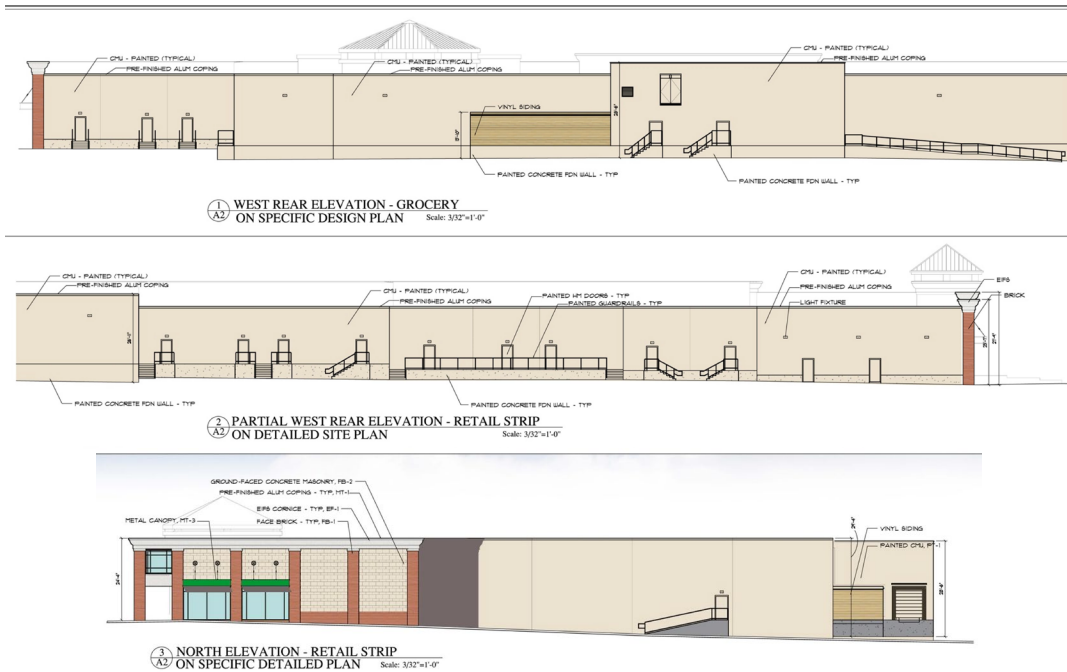 CMU - PAINTED (TYPICAL)
PRE-FINISHED ALUM COPING
CMU - PAINTED (TYPICAL)
PRE-FINISHED ALUM COPING
CMU - PAINTED (TYPICAL)
PRE-FINISHED ALUM COPING
VINYL SIDING
PAINTED CONCRETE FDN WALL - TYP
PAINTED CONCRETE FDN WALL - TYP
1
A2
WEST REAR ELEVATION - GROCERY
ON SPECIFIC DESIGN PLAN
Scale: 3/32"=1'-0"
CMU - PAINTED (TYPICAL)
PRE-FINISHED ALUM COPING
CMU - PAINTED (TYPICAL)
PRE-FINISHED ALUM COPING
PAINTED HM DOORS - TYP
PAINTED GUARDRAILS - TYP
CMU - PAINTED (TYPICAL)
PRE-FINISHED ALUM COPING
LIGHT FIXTURE
EIFS
BRICK
PAINTED CONCRETE FDN WALL - TYP
PAINTED CONCRETE FDN WALL - TYP
2
A2
PARTIAL WEST REAR ELEVATION - RETAIL STRIP
ON DETAILED SITE PLAN
Scale: 3/32"=1'-0"
GROUND-FACED CONCRETE MASONRY, FB-2
PRE-FINISHED ALUM COPING - TYP, MT-1
EIFS CORNICE - TYP, EF-1
METAL CANOPY, MT-3
FACE BRICK - TYP, FB-1
VINYL SIDING
PAINTED CMU, PT-1
3
A2
NORTH ELEVATION - RETAIL STRIP
ON SPECIFIC DETAILED PLAN
Scale: 3/32"=1'-0"